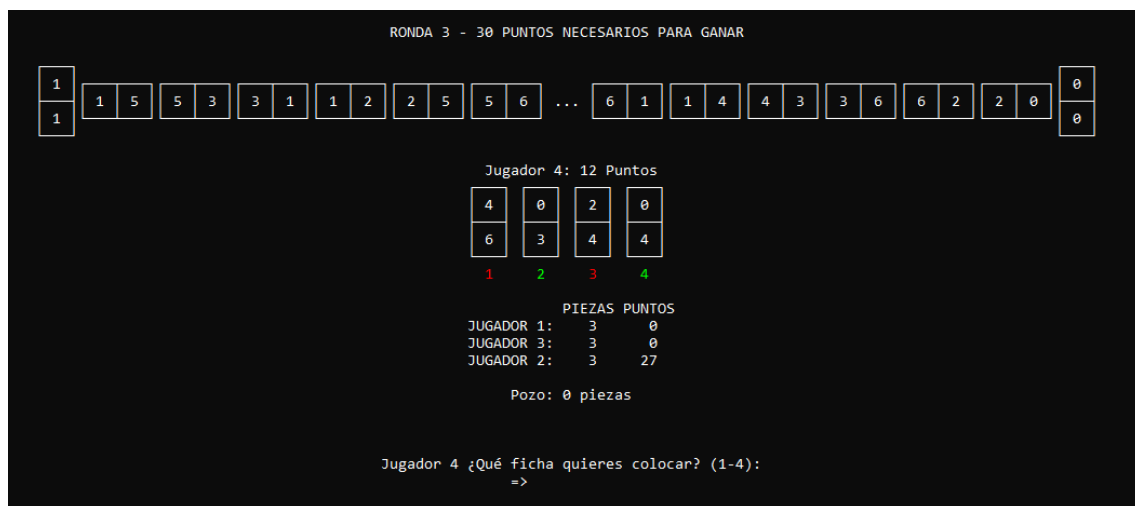 RONDA 3 - 30 PUNTOS NECESARIOS PARA GANAR
1 0
1 5 5 3 3 1 1 2 2 5 5 6 ... 6 1 1 4 4 3 3 6 6 2 2 0
1 0
Jugador 4: 12 Puntos
4 0 2 0
6 3 4 4
1 2 3 4
PIEZAS PUNTOS
JUGADOR 1: 3 0
JUGADOR 3: 3 0
JUGADOR 2: 3 27
Pozo: 0 piezas
Jugador 4 ¿Qué ficha quieres colocar? (1-4):
=>